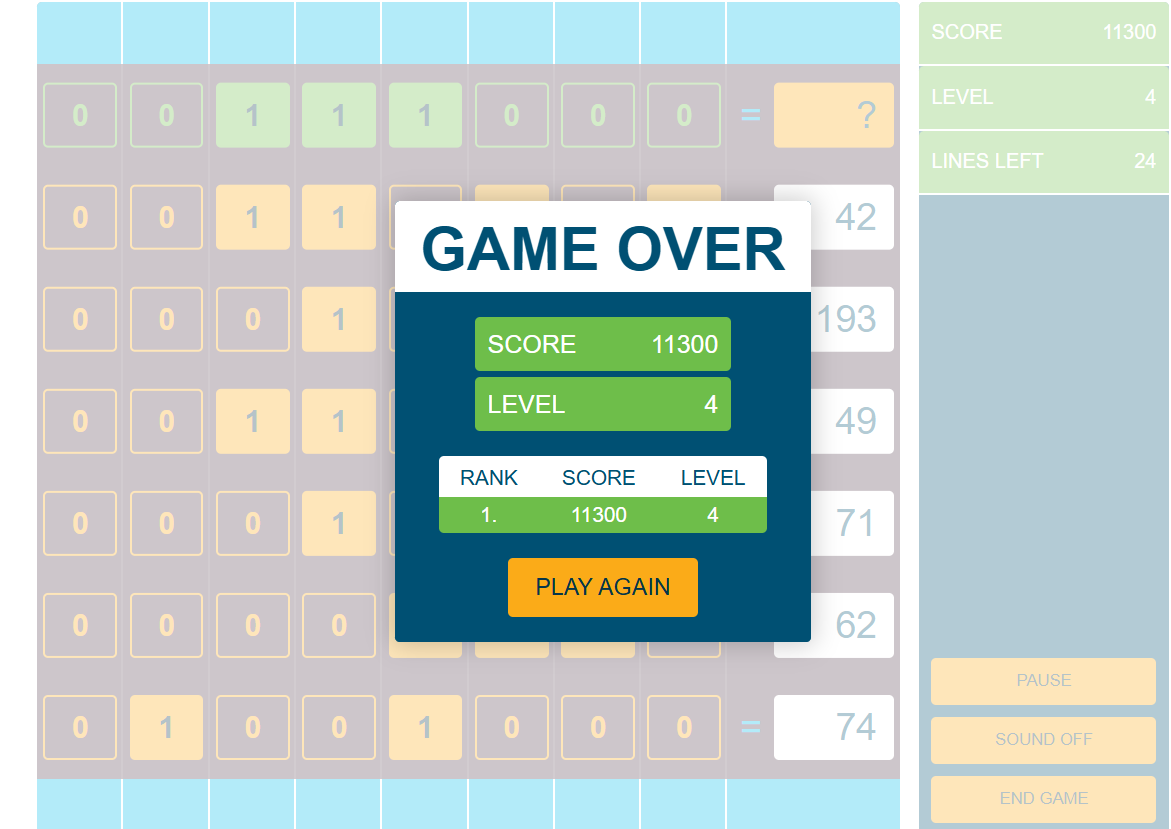 SCORE 11300
LEVEL 4
LINES LEFT 24
0 0 1 1 1 0 0 0 = ?
0 0 1 1 42
0 0 0 1 193
0 0 1 1 49
0 0 0 1 71
0 0 0 0 62
0 1 0 0 1 0 0 0 = 74
GAME OVER
SCORE 11300
LEVEL 4
RANK SCORE LEVEL
1. 11300 4
PLAY AGAIN
PAUSE
SOUND OFF
END GAME